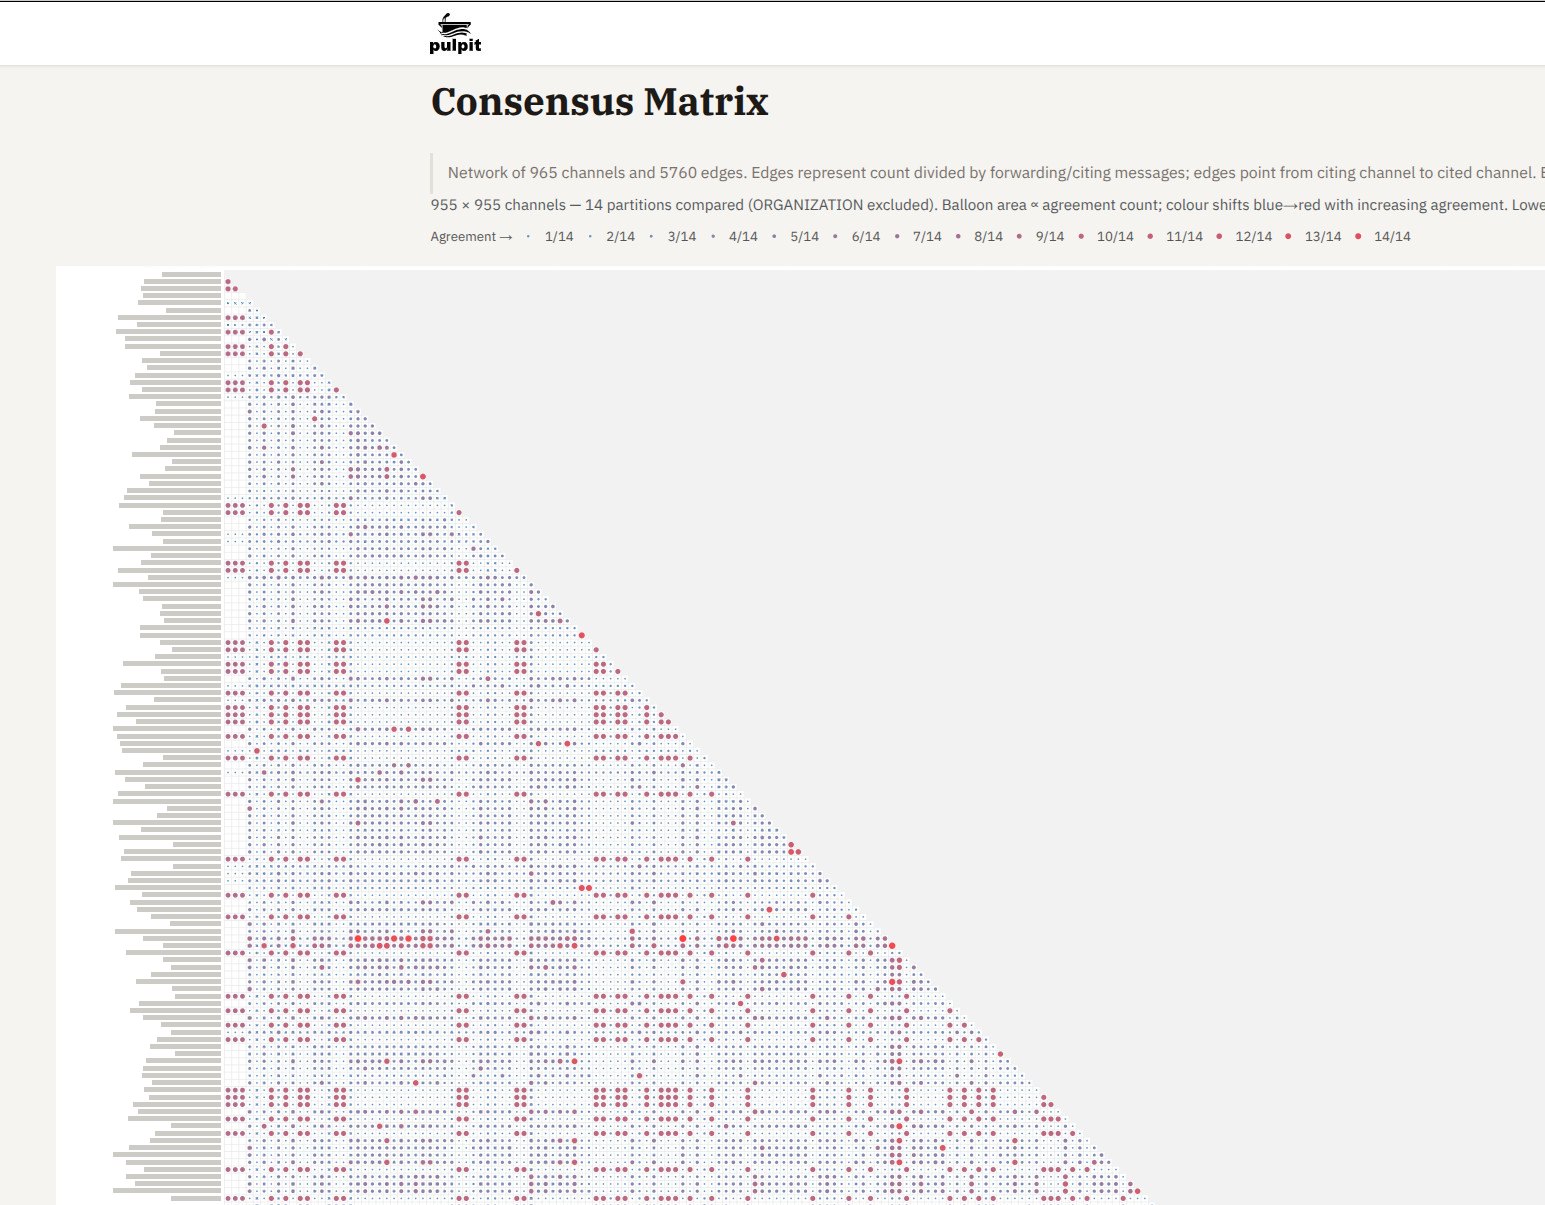 pulpit
Consensus Matrix
Network of 965 channels and 5760 edges. Edges represent count divided by forwarding/citing messages; edges point from citing channel to cited channel.
955 × 955 channels — 14 partitions compared (ORGANIZATION excluded). Balloon area ∝ agreement count; colour shifts blue→red with increasing agreement.
Agreement → 1/14 2/14 3/14 4/14 5/14 6/14 7/14 8/14 9/14 10/14 11/14 12/14 13/14 14/14